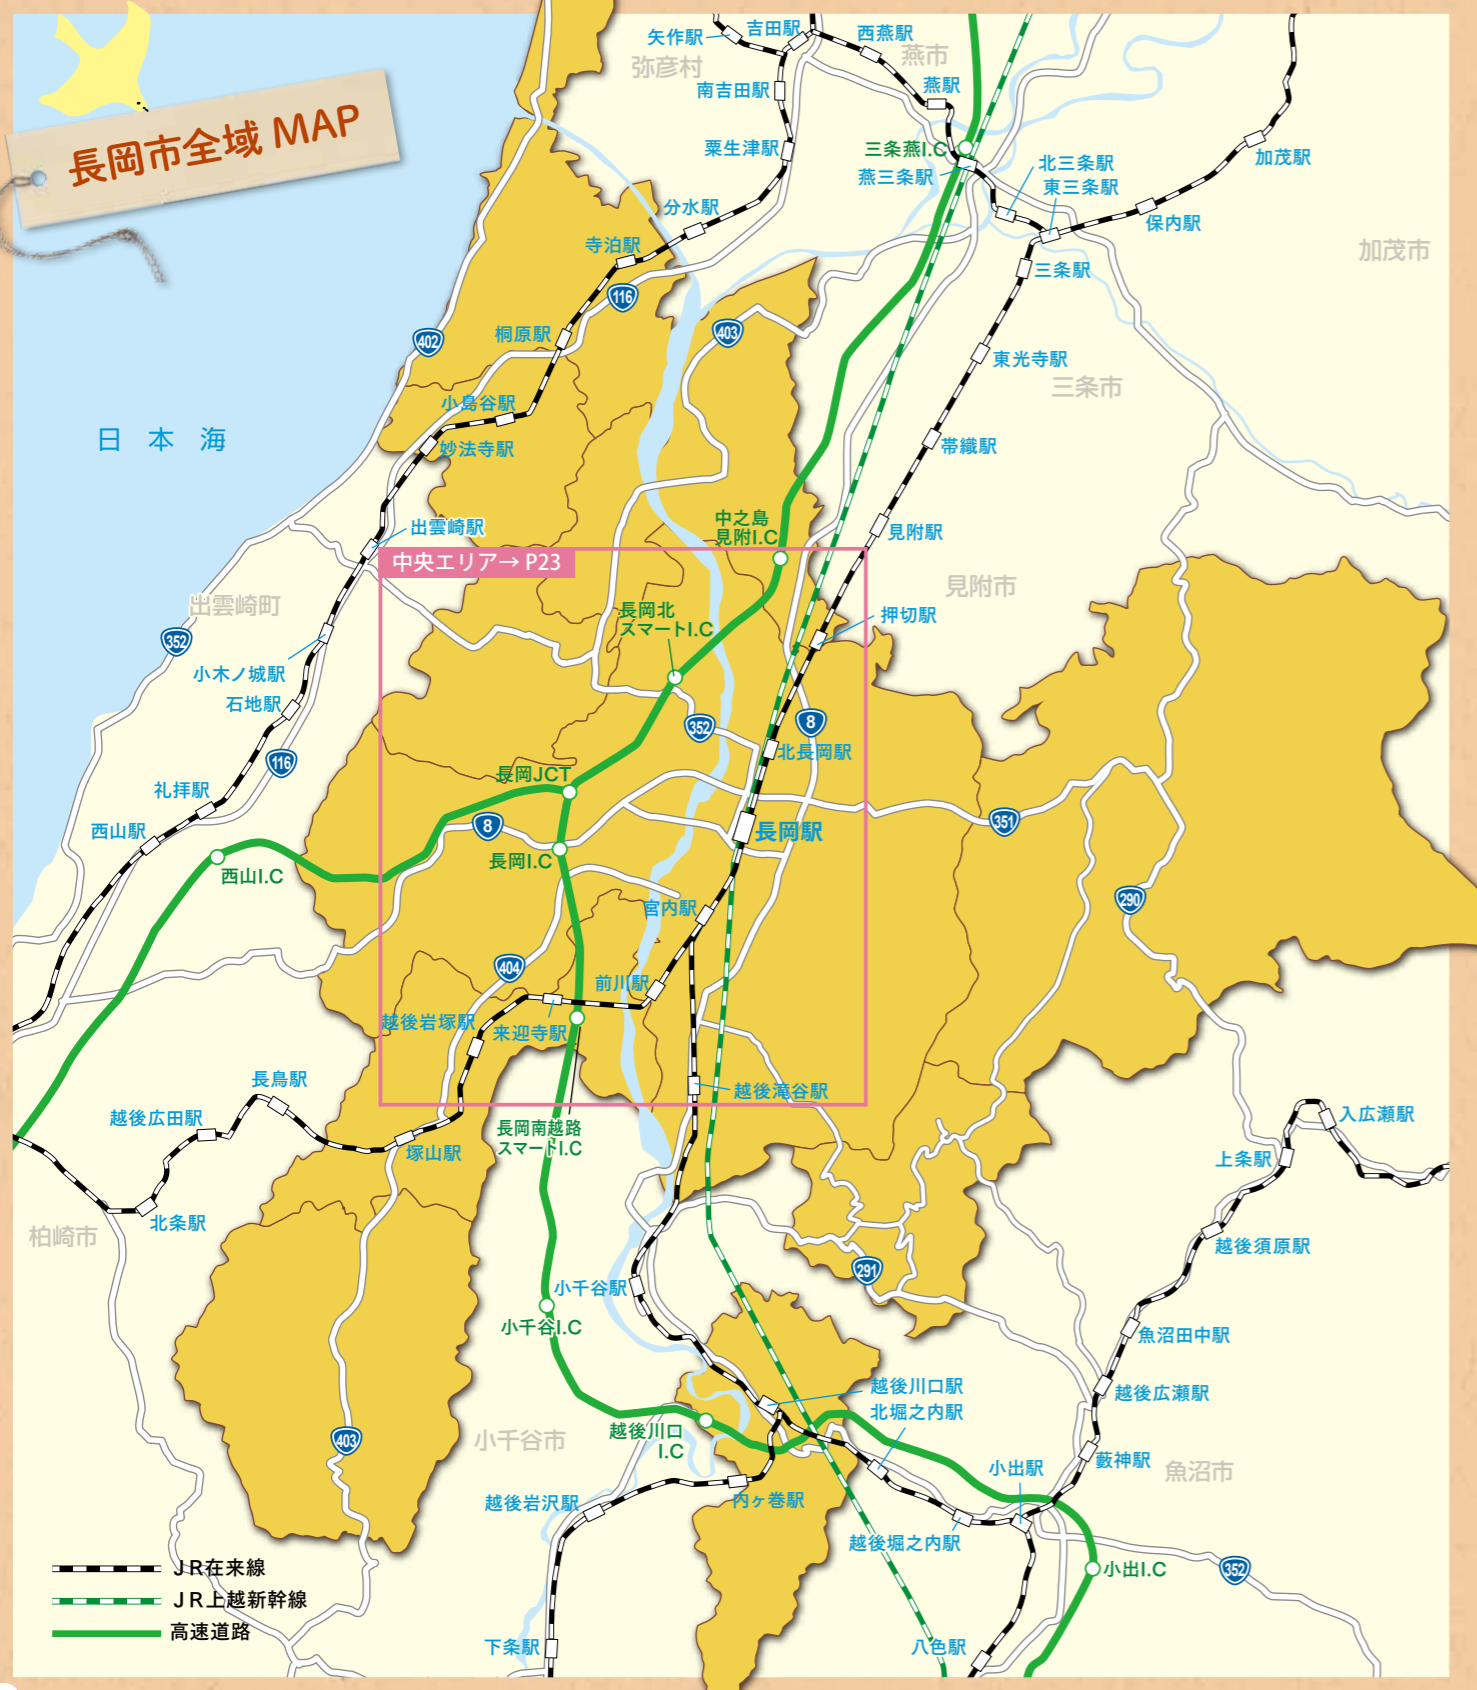 長岡市全域 MAP
矢作駅
吉田駅
西燕駅
弥彦村
燕市
南吉田駅
燕駅
粟生津駅
三条燕I.C
燕三条駅
北三条駅
東三条駅
加茂駅
分水駅
保内駅
寺泊駅
加茂市
三条駅
116
桐原駅
403
402
東光寺駅
三条市
小島谷駅
日 本 海
妙法寺駅
帯織駅
出雲崎駅
中之島
見附I.C
見附駅
中央エリア→ P23
見附市
出雲崎町
長岡北
スマートI.C
押切駅
352
小木ノ城駅
石地駅
352
8
北長岡駅
116
長岡JCT
礼拝駅
西山駅
8
長岡駅
351
長岡I.C
西山I.C
290
宮内駅
404
前川駅
越後岩塚駅
来迎寺駅
長鳥駅
越後滝谷駅
越後広田駅
長岡南越路
スマートI.C
入広瀬駅
塚山駅
上条駅
北条駅
柏崎市
越後須原駅
291
小千谷駅
小千谷I.C
魚沼田中駅
越後川口駅
越後広瀬駅
北堀之内駅
403
小千谷市
越後川口
I.C
藪神駅
小出駅
魚沼市
越後岩沢駅
内ヶ巻駅
越後堀之内駅
小出I.C
352
JR在来線
JR上越新幹線
高速道路
下条駅
八色駅